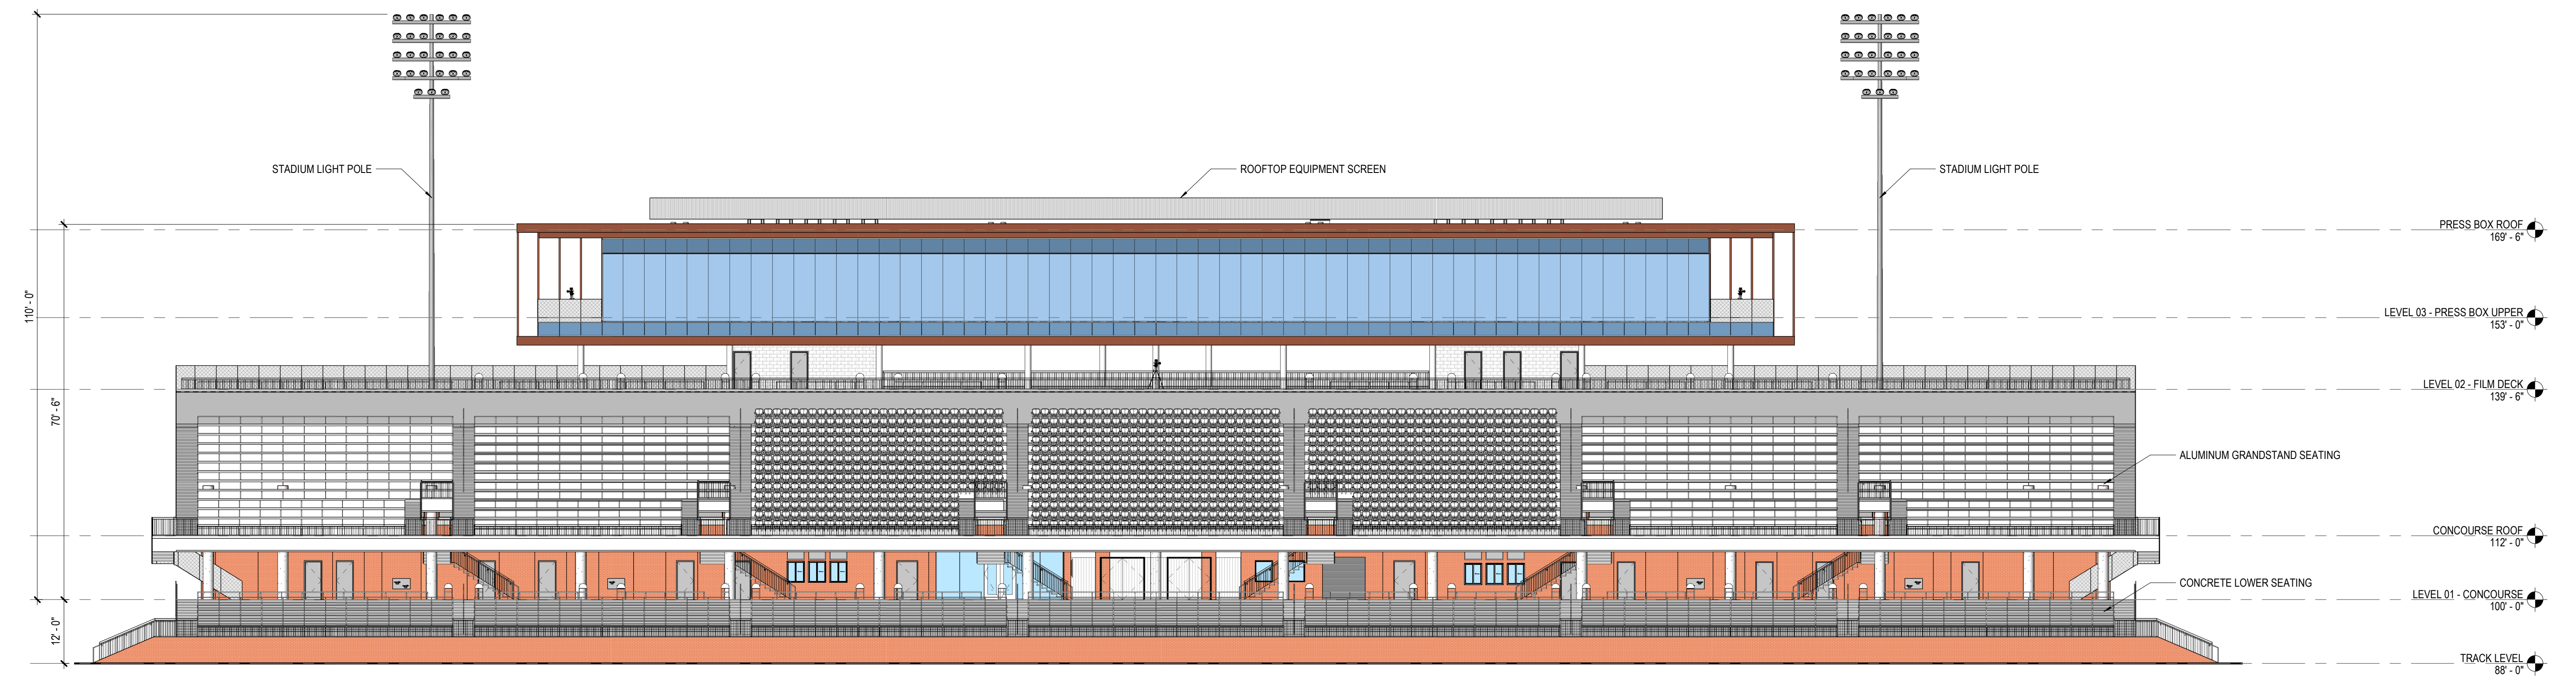 STADIUM LIGHT POLE
ROOFTOP EQUIPMENT SCREEN
STADIUM LIGHT POLE
PRESS BOX ROOF
169' - 6"
110' - 0"
LEVEL 03 - PRESS BOX UPPER
153' - 0"
LEVEL 02 - FILM DECK
139' - 6"
70' - 6"
ALUMINUM GRANDSTAND SEATING
CONCOURSE ROOF
112' - 0"
CONCRETE LOWER SEATING
LEVEL 01 - CONCOURSE
100' - 0"
12' - 0"
TRACK LEVEL
88' - 0"